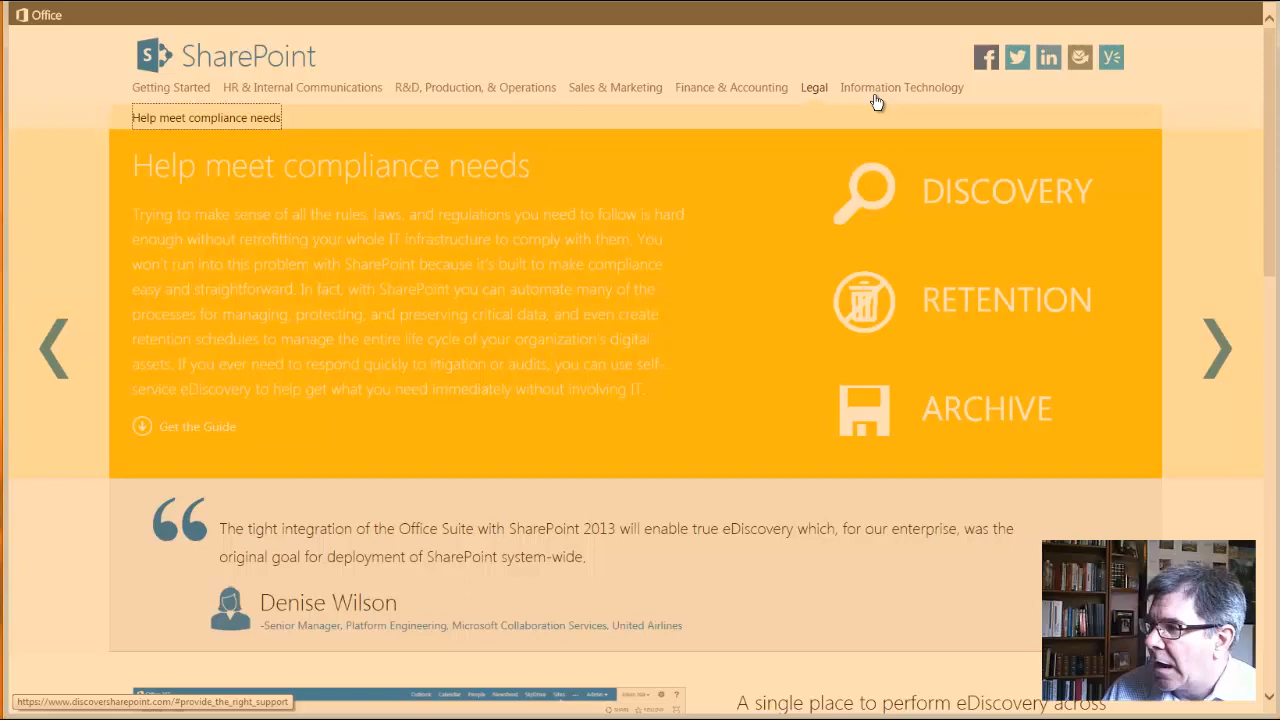 Office
SharePoint
Getting Started HR & Internal Communications R&D, Production, & Operations Sales & Marketing Finance & Accounting Legal Information Technology
Help meet compliance needs
Help meet compliance needs
Trying to make sense of all the rules, laws, and regulations you need to follow is hard
enough without retrofitting your whole IT infrastructure to comply with them. You
won't run into this problem with SharePoint because it's built to make compliance
easy and straightforward. In fact, with SharePoint you can automate many of the
processes for managing, protecting, and preserving critical data, and even create
retention schedules to manage the entire life cycle of your organization's digital
assets. If you ever need to respond quickly to litigation or audits, you can use self-
service eDiscovery to help get what you need immediately without involving IT.
Get the Guide
DISCOVERY
RETENTION
ARCHIVE
The tight integration of the Office Suite with SharePoint 2013 will enable true eDiscovery which, for our enterprise, was the
original goal for deployment of SharePoint system-wide,
Denise Wilson
-Senior Manager, Platform Engineering, Microsoft Collaboration Services, United Airlines
Outlook Calendar People Newsfeed SkyDrive Sites ... Admin ?
SHARE FOLLOW
A single place to perform eDiscovery across
https://www.discoversharepoint.com/#provide_the_right_support